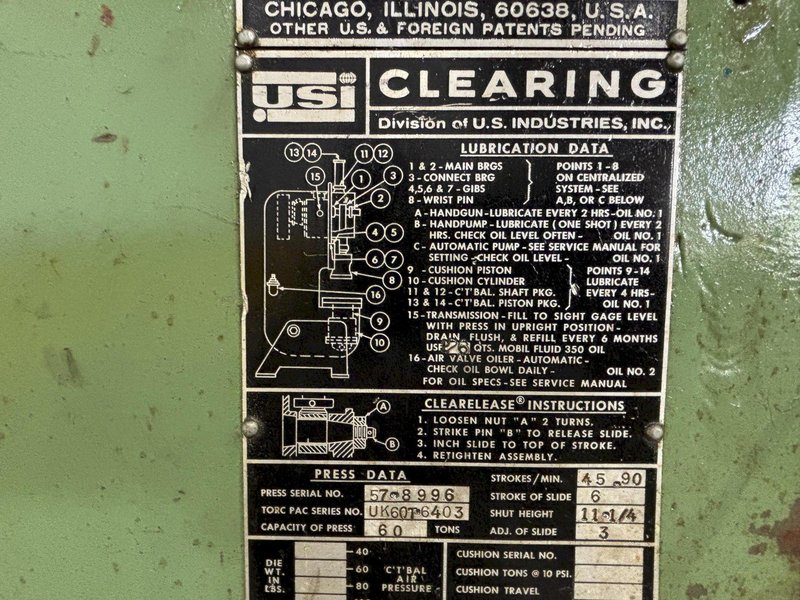 CHICAGO, ILLINOIS, 60638, U.S.A.
OTHER U.S. & FOREIGN PATENTS PENDING
USI
CLEARING
Division of U.S. INDUSTRIES, INC.
LUBRICATION DATA
1 & 2 - MAIN BRGS
3 - CONNECT BRG
4,5,6 & 7 - GIBS
8 - WRIST PIN
POINTS 1 - 8
ON CENTRALIZED
SYSTEM - SEE
A,B, OR C BELOW
A - HANDGUN - LUBRICATE EVERY 2 HRS - OIL NO. 1
B - HANDPUMP - LUBRICATE (ONE SHOT) EVERY 2
HRS. CHECK OIL LEVEL OFTEN - OIL NO. 1
C - AUTOMATIC PUMP - SEE SERVICE MANUAL FOR
SETTING - CHECK OIL LEVEL - OIL NO. 1
9 - CUSHION PISTON
10 - CUSHION CYLINDER
11 & 12 - C'T'BAL. SHAFT PKG.
13 & 14 - C'T'BAL. PISTON PKG.
POINTS 9-14
LUBRICATE
EVERY 4 HRS-
OIL NO. 1
15 - TRANSMISSION - FILL TO SIGHT GAGE LEVEL
WITH PRESS IN UPRIGHT POSITION -
DRAIN, FLUSH, & REFILL EVERY 6 MONTHS
USE 26 QTS. MOBIL FLUID 350 OIL
16 - AIR VALVE OILER - AUTOMATIC -
CHECK OIL BOWL DAILY - OIL NO. 2
FOR OIL SPECS - SEE SERVICE MANUAL
13 14 11 12
15 1 3
2
4 5
6 7
8
16
9
10
CLEARELEASE® INSTRUCTIONS
1. LOOSEN NUT "A" 2 TURNS.
2. STRIKE PIN "B" TO RELEASE SLIDE.
3. INCH SLIDE TO TOP OF STROKE.
4. RETIGHTEN ASSEMBLY.
A
B
PRESS DATA
PRESS SERIAL NO. 57-8996
TORC PAC SERIES NO. UK60T-6403
CAPACITY OF PRESS 60 TONS
STROKES/MIN. 45-90
STROKE OF SLIDE 6
SHUT HEIGHT 11-1/4
ADJ. OF SLIDE 3
DIE
WT.
IN
LBS.
40
60
80
C'T'BAL
AIR
PRESSURE
CUSHION SERIAL NO.
CUSHION TONS @ 10 PSI.
CUSHION TRAVEL